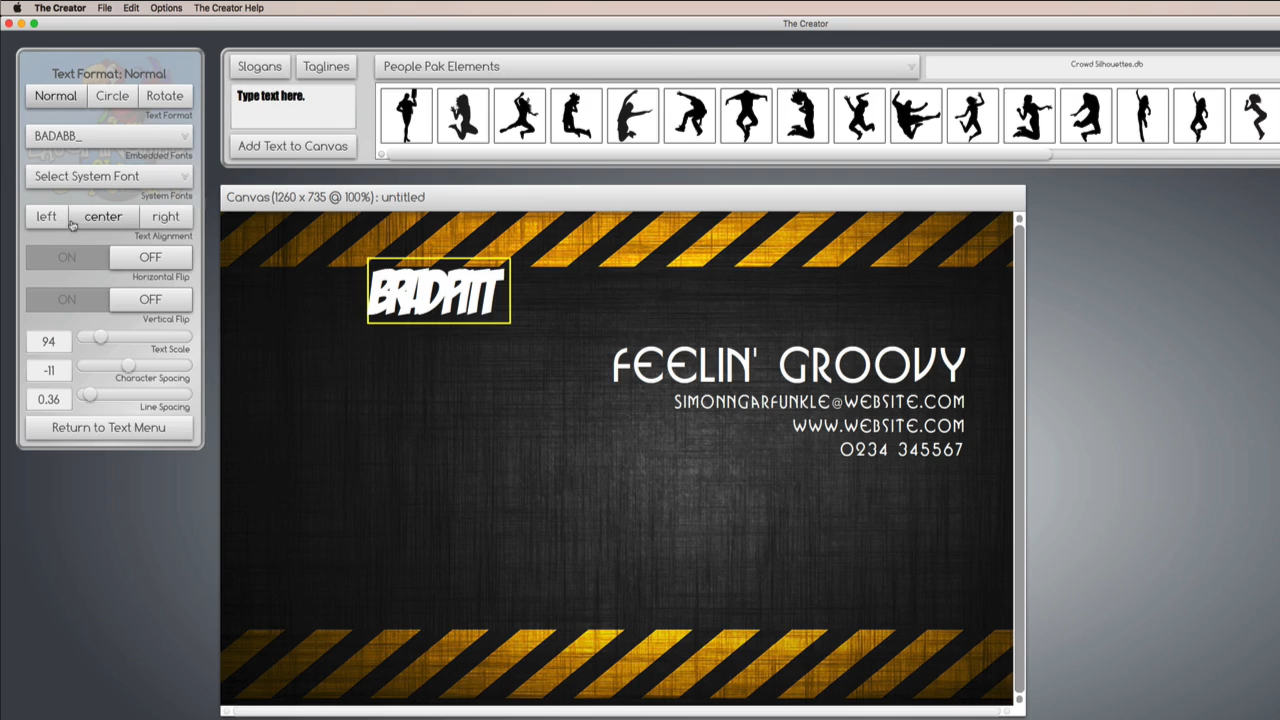 The Creator File Edit Options The Creator Help
The Creator
Text Format: Normal
Normal Circle Rotate
Text Format
BADABB_
Embedded Fonts
Select System Font
System Fonts
left center right
Text Alignment
ON OFF
Horizontal Flip
ON OFF
Vertical Flip
94
Text Scale
-11
Character Spacing
0.36
Line Spacing
Return to Text Menu
Slogans Taglines
Type text here.
Add Text to Canvas
People Pak Elements
Crowd Silhouettes.db
Canvas(1260 x 735 @ 100%) : untitled
BRADPITT
FEELIN' GROOVY
SIMONNGARFUNKLE@WEBSITE.COM
WWW.WEBSITE.COM
0234 345567